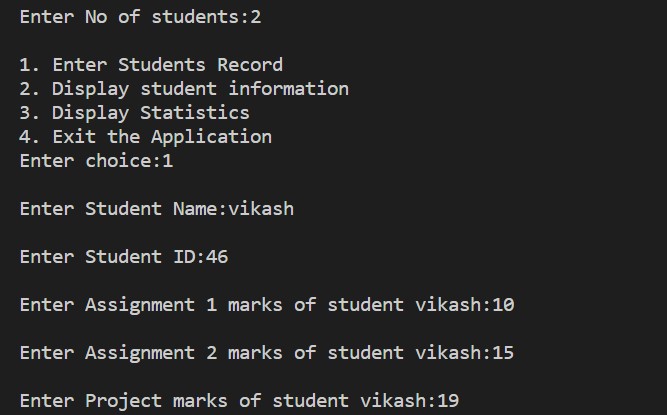 Enter No of students:2
1. Enter Students Record
2. Display student information
3. Display Statistics
4. Exit the Application
Enter choice:1
Enter Student Name:vikash
Enter Student ID:46
Enter Assignment 1 marks of student vikash:10
Enter Assignment 2 marks of student vikash:15
Enter Project marks of student vikash:19